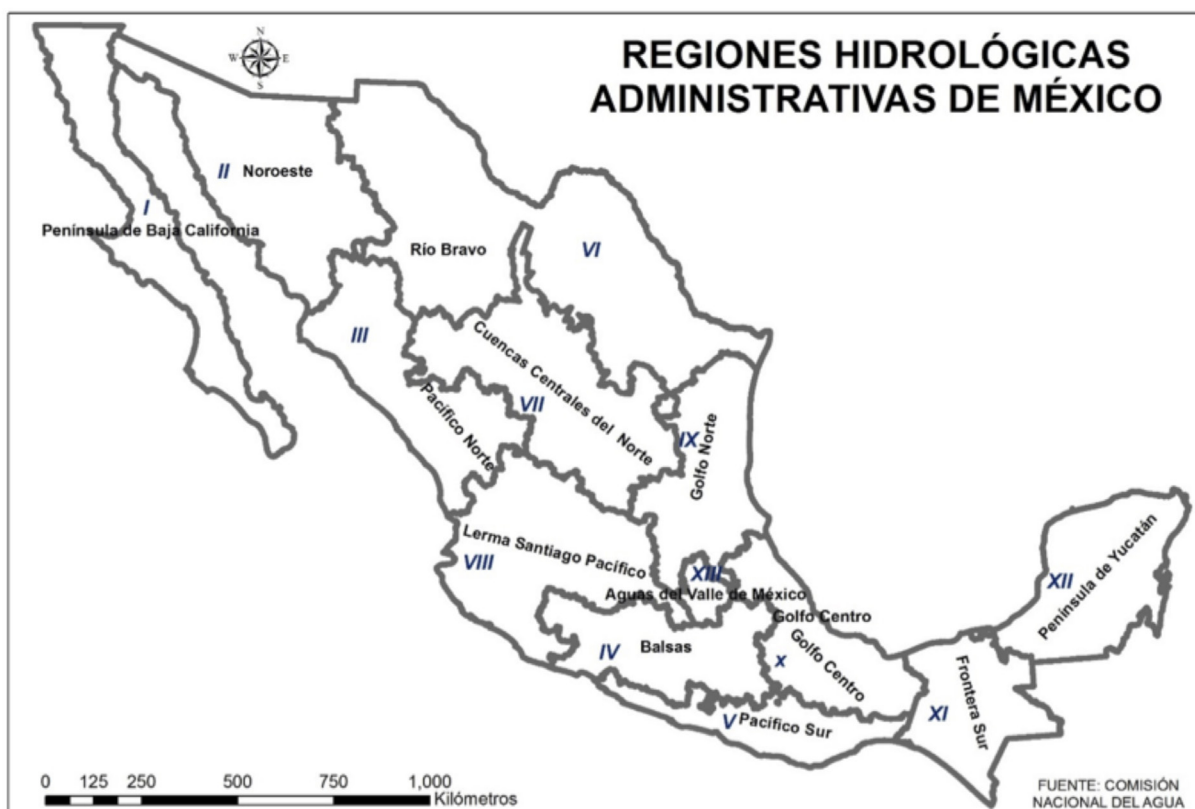 REGIONES HIDROLÓGICAS
ADMINISTRATIVAS DE MÉXICO
N
W E
S
II Noroeste
I
Península de Baja California
Río Bravo
VI
III
Cuencas Centrales del Norte
VII
Pacífico Norte
IX
Golfo Norte
Lerma Santiago Pacífico
VIII
XIII
Aguas del Valle de México
Golfo Centro
Golfo Centro
x
IV
Balsas
V
Pacífico Sur
XII
Península de Yucatán
XI
Frontera Sur
0 125 250 500 750 1,000
Kilómetros
FUENTE: COMISIÓN
NACIONAL DEL AGUA